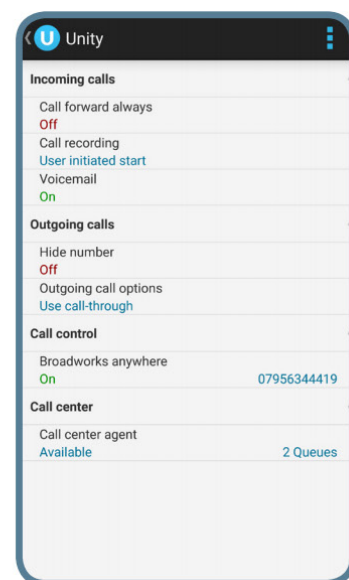 U Unity
Incoming calls
Call forward always
Off
Call recording
User initiated start
Voicemail
On
Outgoing calls
Hide number
Off
Outgoing call options
Use call-through
Call control
Broadworks anywhere
On 07956344419
Call center
Call center agent
Available 2 Queues